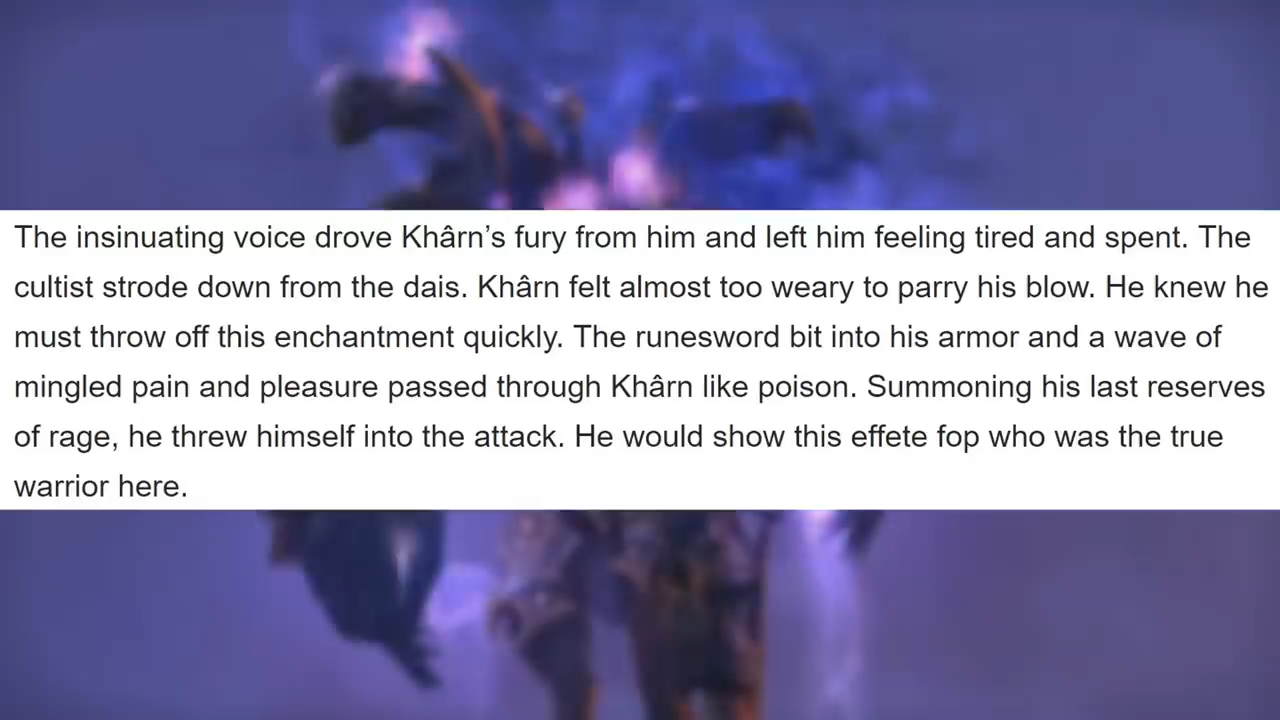 The insinuating voice drove Khârn’s fury from him and left him feeling tired and spent. The
cultist strode down from the dais. Khârn felt almost too weary to parry his blow. He knew he
must throw off this enchantment quickly. The runesword bit into his armor and a wave of
mingled pain and pleasure passed through Khârn like poison. Summoning his last reserves
of rage, he threw himself into the attack. He would show this effete fop who was the true
warrior here.